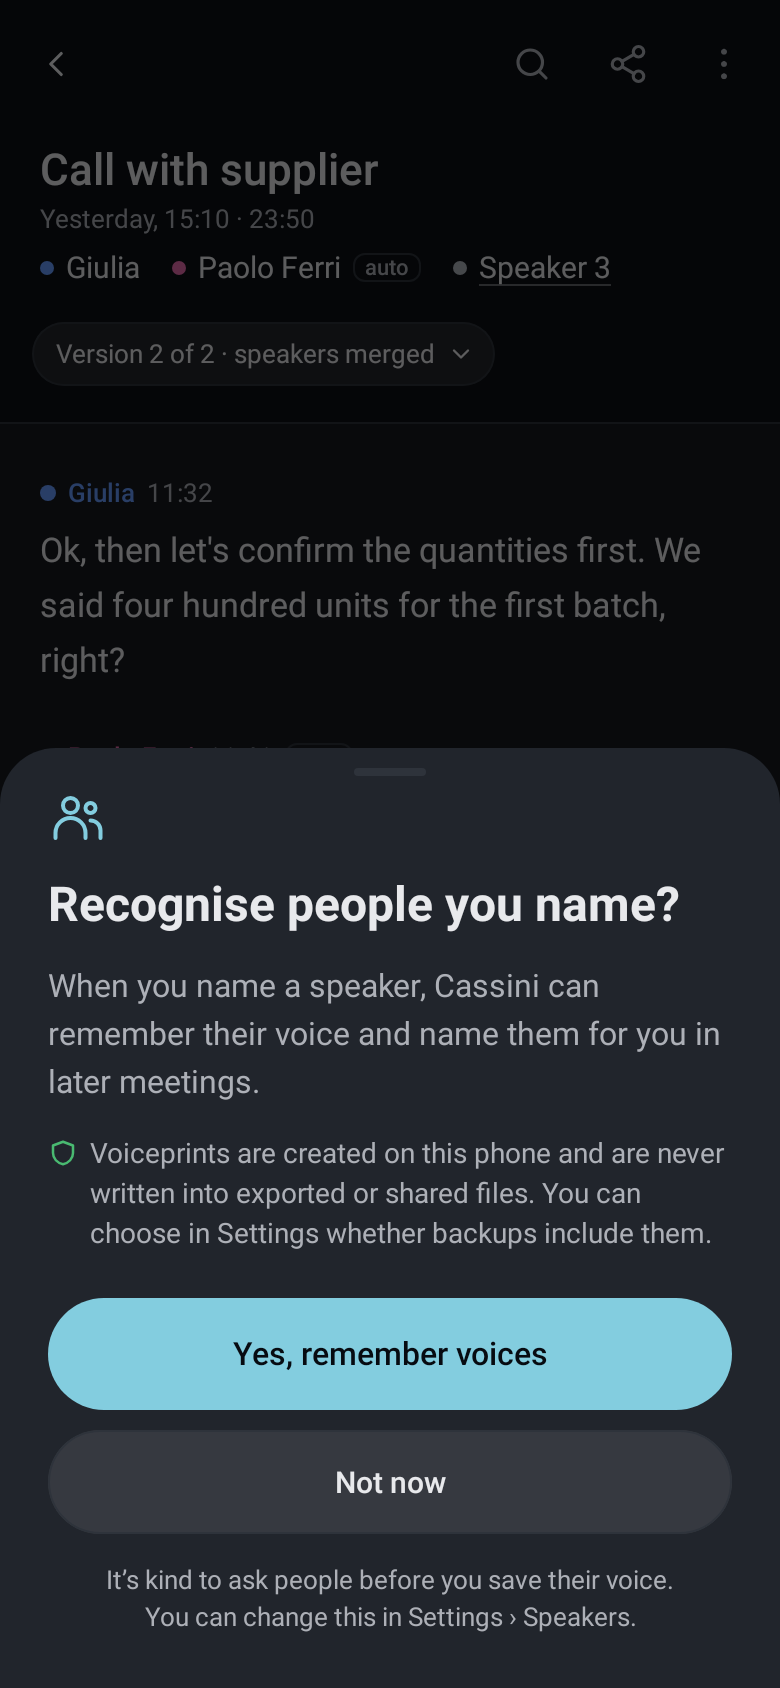 Call with supplier
Yesterday, 15:10 · 23:50
Giulia Paolo Ferri auto Speaker 3
Version 2 of 2 · speakers merged
Giulia 11:32
Ok, then let's confirm the quantities first. We
said four hundred units for the first batch,
right?
Recognise people you name?
When you name a speaker, Cassini can
remember their voice and name them for you in
later meetings.
Voiceprints are created on this phone and are never
written into exported or shared files. You can
choose in Settings whether backups include them.
Yes, remember voices
Not now
It’s kind to ask people before you save their voice.
You can change this in Settings › Speakers.